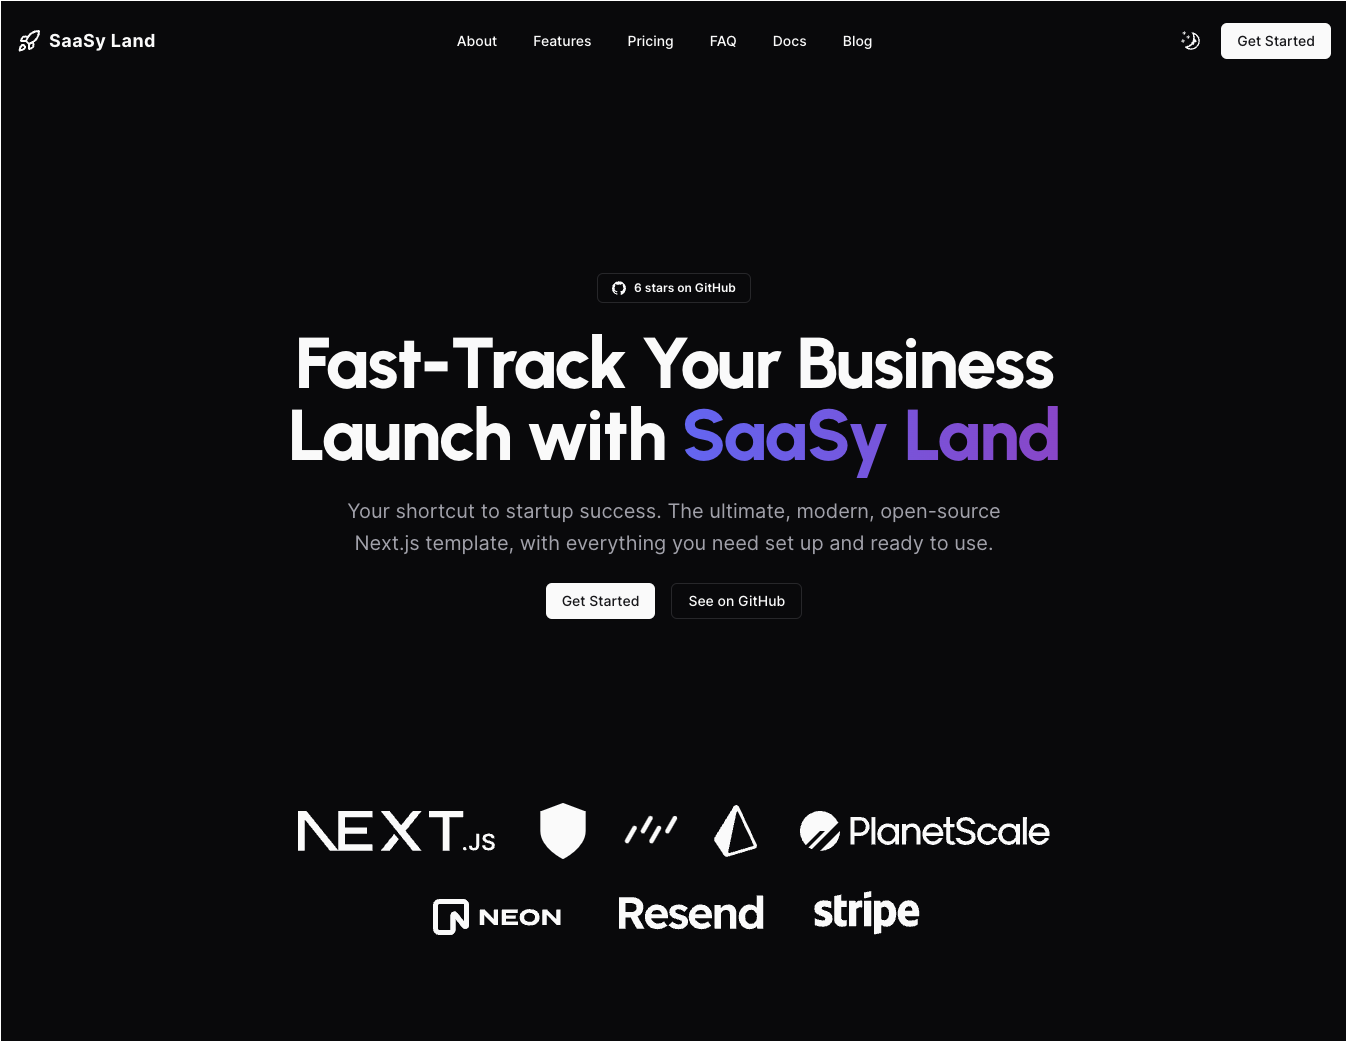 SaaSy Land
About Features Pricing FAQ Docs Blog
Get Started
6 stars on GitHub
Fast-Track Your Business
Launch with SaaSy Land
Your shortcut to startup success. The ultimate, modern, open-source
Next.js template, with everything you need set up and ready to use.
Get Started
See on GitHub
NEXT.JS
PlanetScale
NEON
Resend
stripe